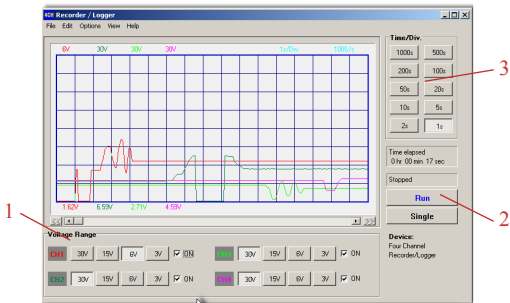 4CH Recorder / Logger
File Edit Options View Help
6V 30V 30V 30V 1s/Div 100S/s
1.62V 6.59V 2.71V 4.59V
Voltage Range
CH1 30V 15V 6V 3V ON
CH3 30V 15V 6V 3V ON
CH2 30V 15V 6V 3V ON
CH4 30V 15V 6V 3V ON
Time/Div.
1000s 500s
200s 100s
50s 20s
10s 5s
2s 1s
Time elapsed
0 hr 00 min 17 sec
Stopped
Run
Single
Device:
Four Channel
Recorder/Logger
1
2
3